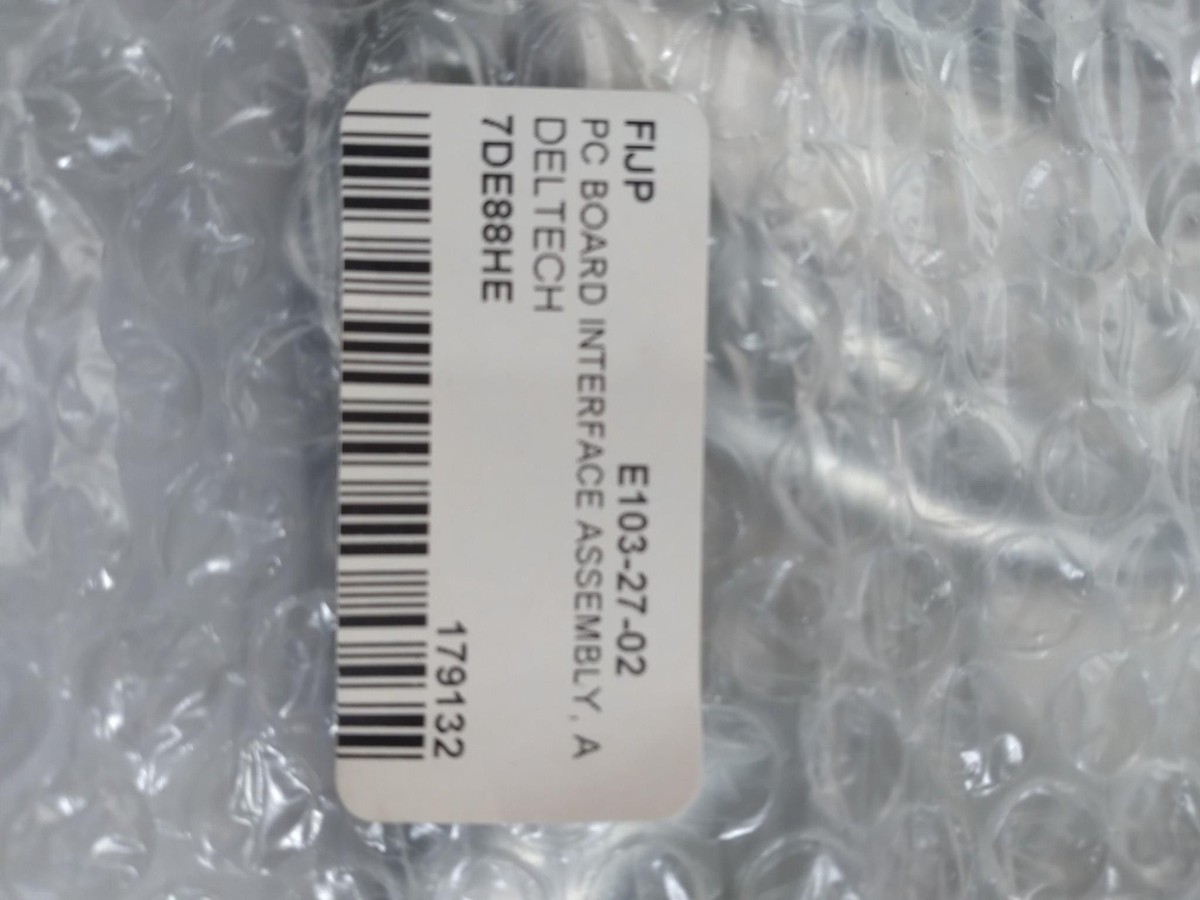 FIJP E103-27-02
PC BOARD INTERFACE ASSEMBLY, A
DELTECH
7DE88HE
179132